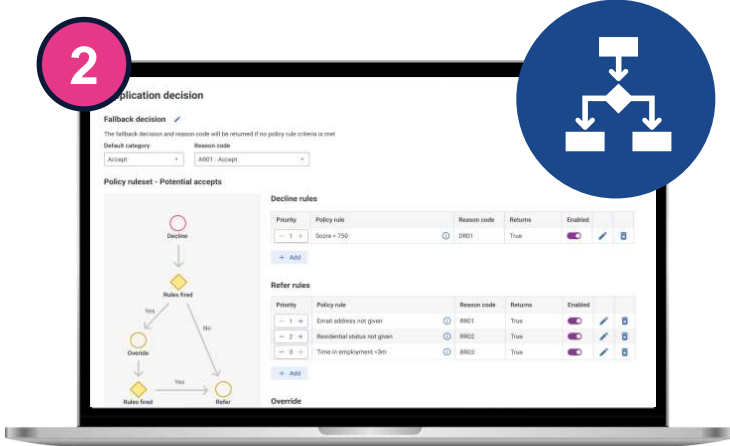 2
plication decision
Fallback decision
The fallback decision and reason code will be returned if no policy rule criteria is met
Default category Reason code
Accept AR01 - Accept
Policy ruleset - Potential accepts
Decline rules
Priority Policy rule Reason code Returns Enabled
− 1 + DR01 True
+ Add
Refer rules
Priority Policy rule Reason code Returns Enabled
− 1 + Email address not given RR01 True
− 2 + Residential status not given RR02 True
− 3 + Time in employment <3m RR03 True
+ Add
Override
Decline
Rules fired
Yes
No
Override
Yes
Rules fired
Refer